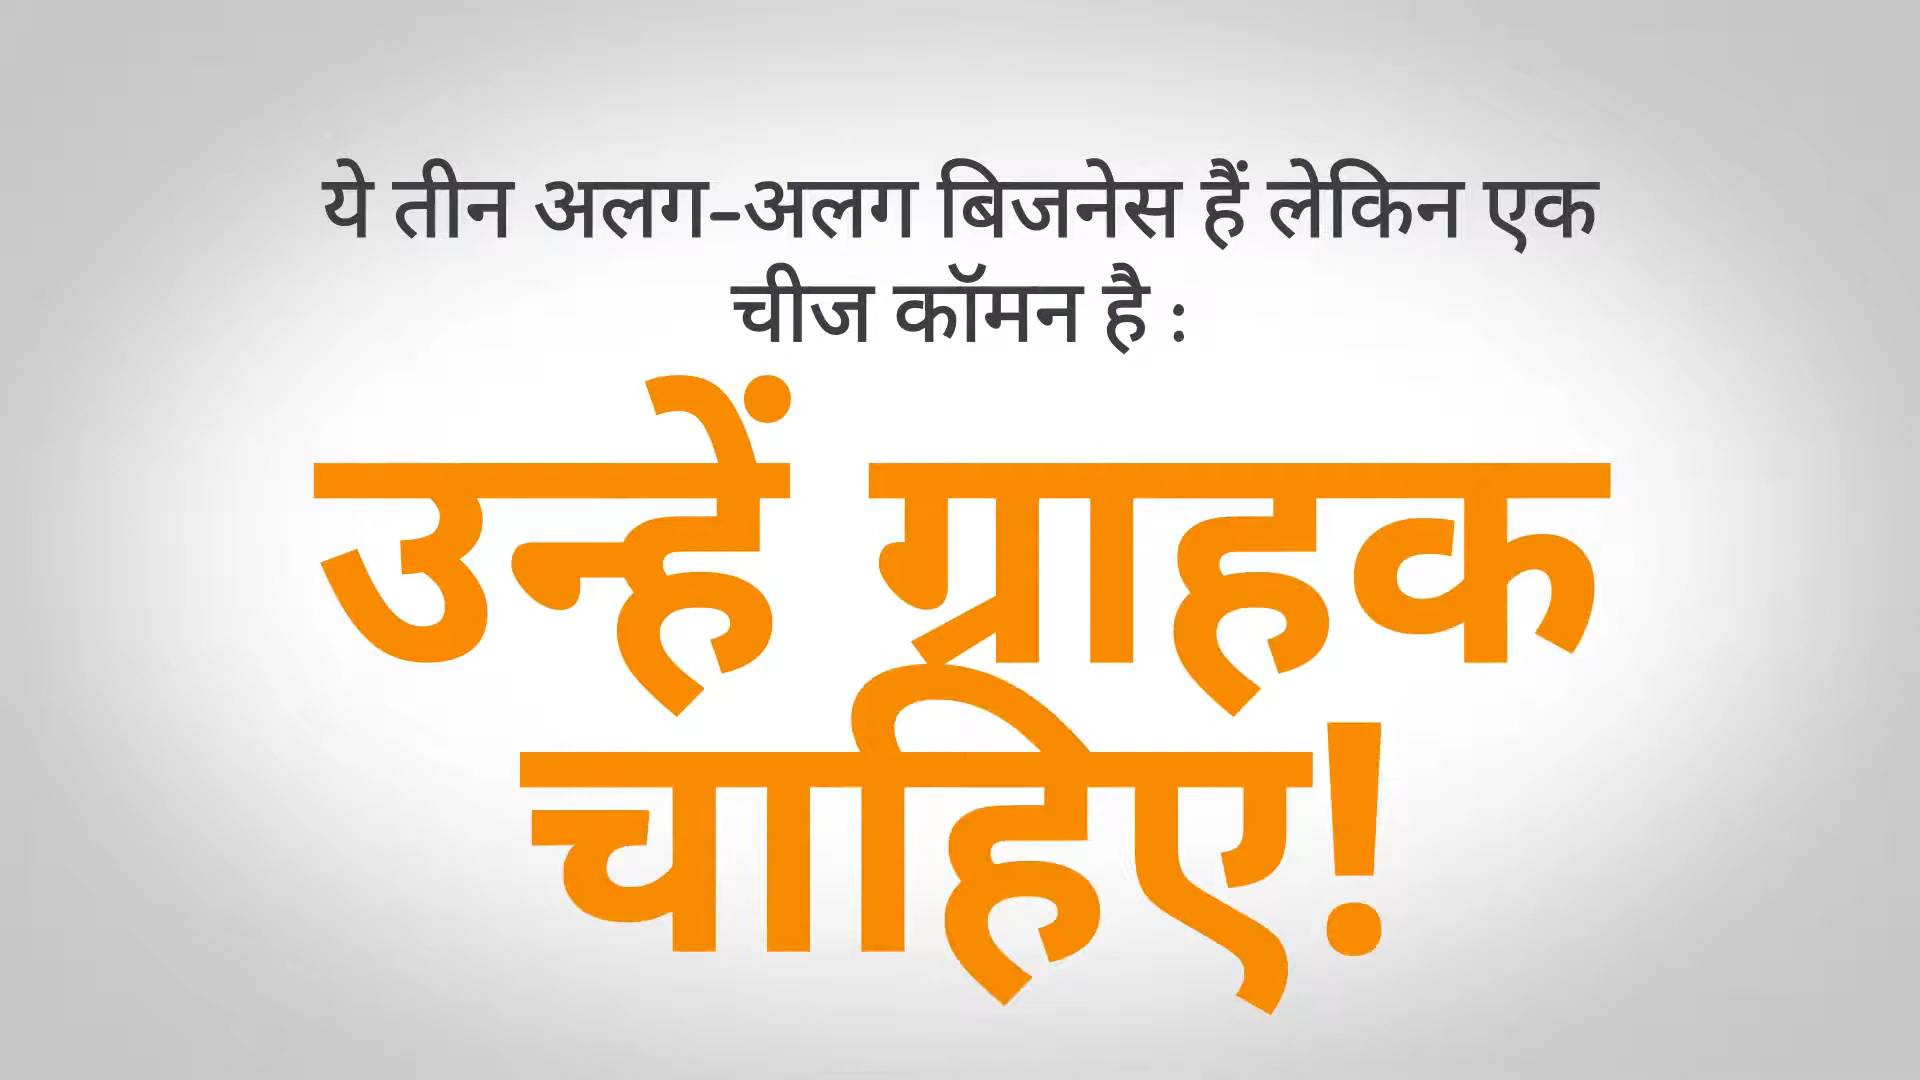 ये तीन अलग-अलग बिजनेस हैं लेकिन एक
चीज कॉमन है :
उन्हें ग्राहक
चाहिए!